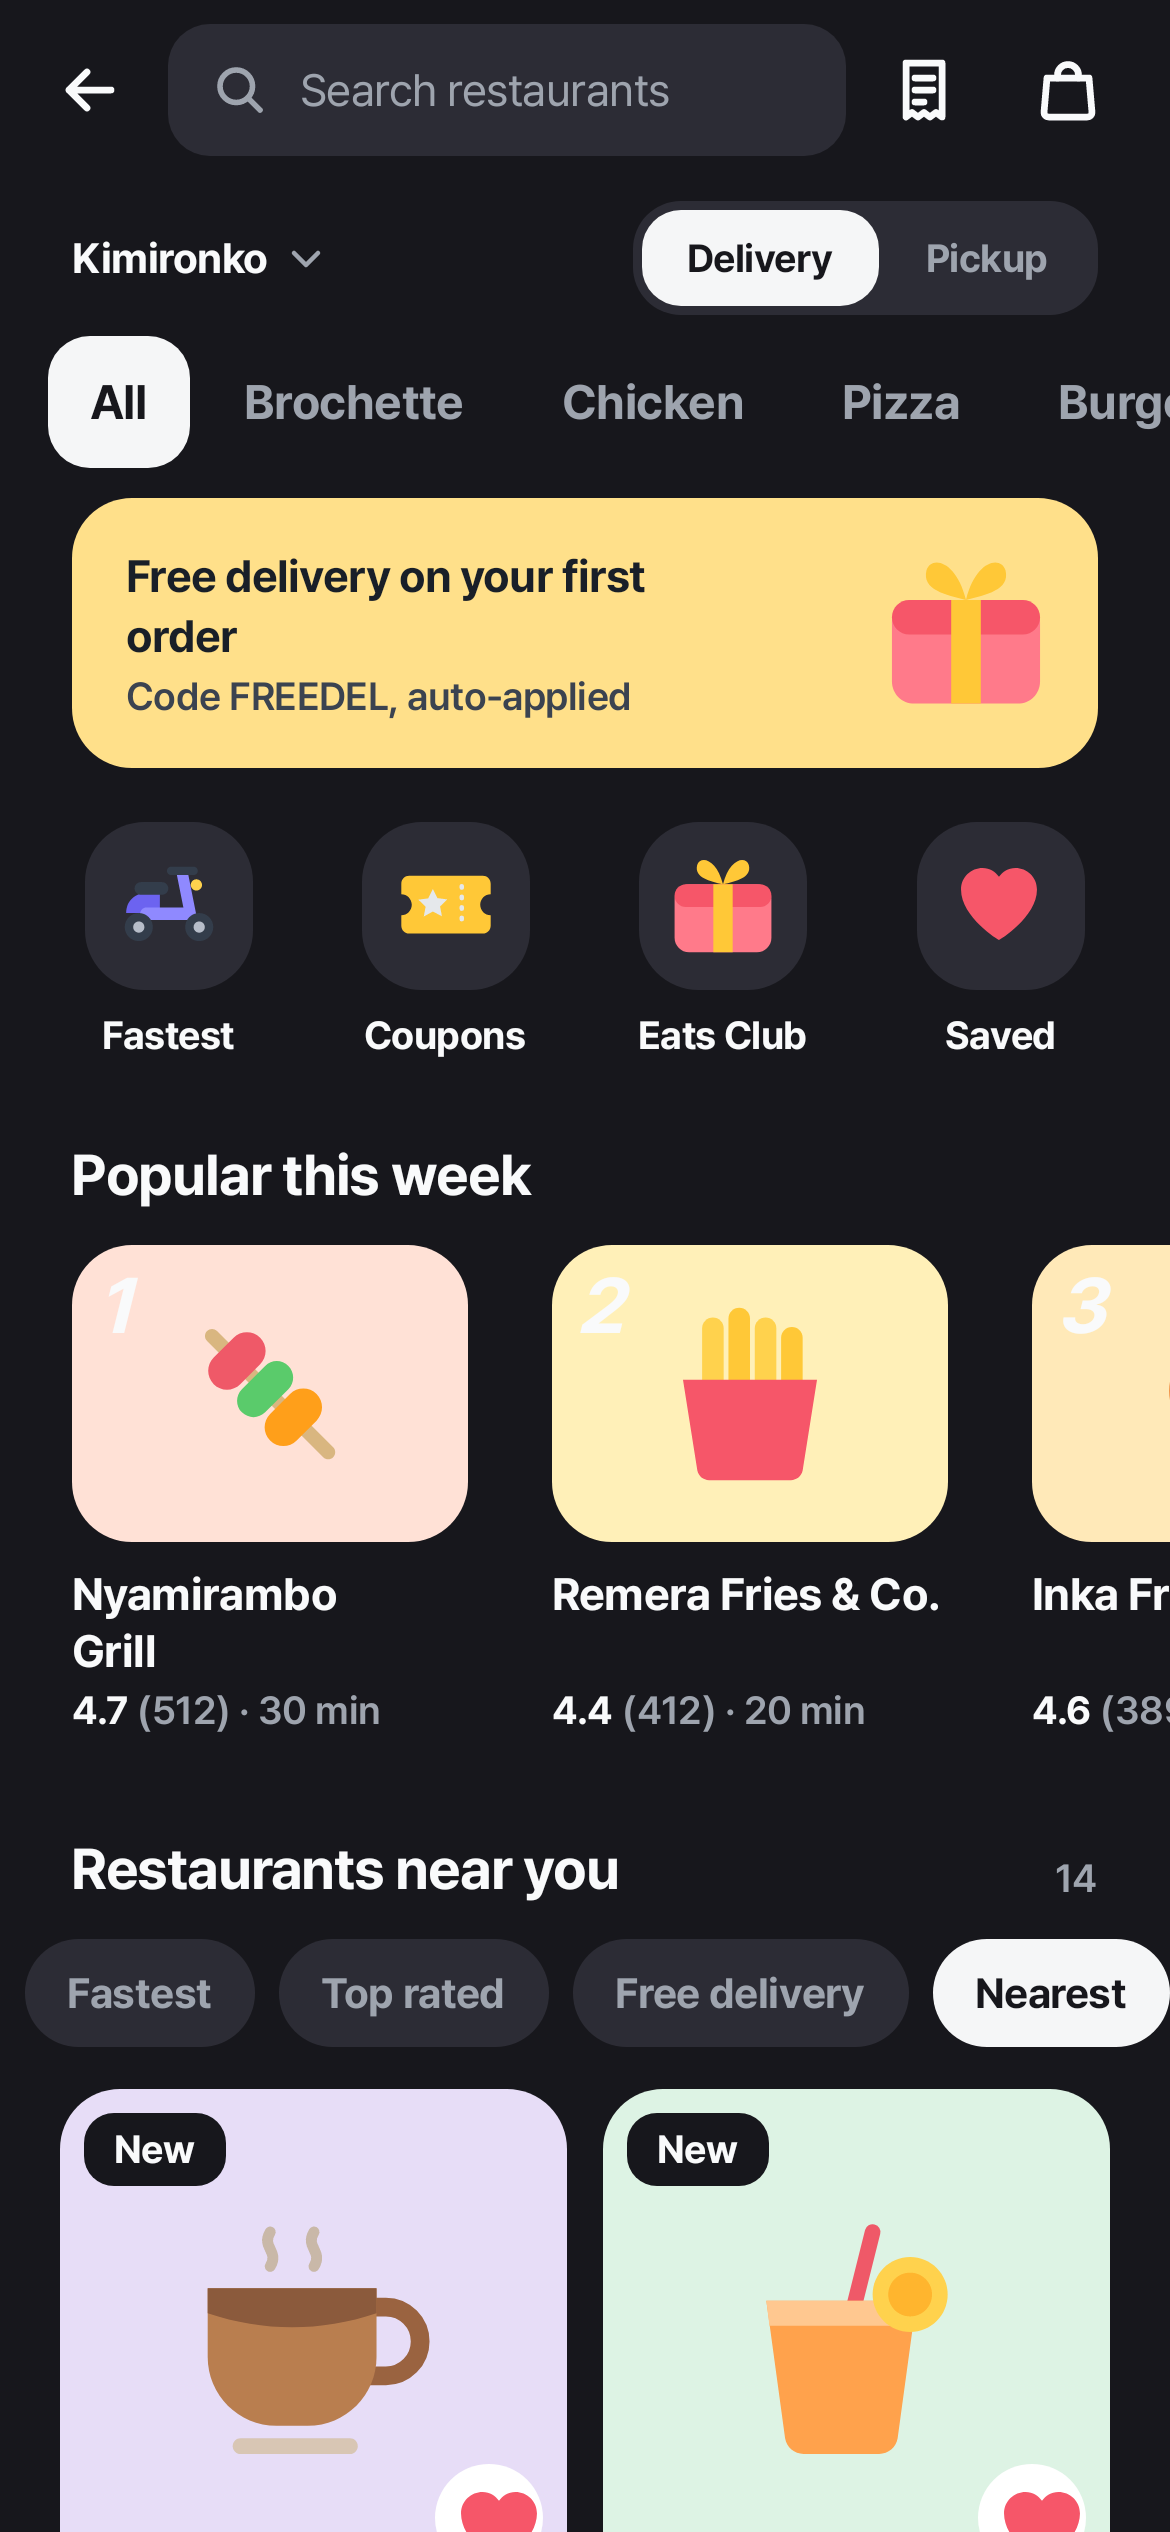 Search restaurants
Kimironko
Delivery
Pickup
All
Brochette
Chicken
Pizza
Free delivery on your first
order
Code FREEDEL, auto-applied
Fastest
Coupons
Eats Club
Saved
Popular this week
1
2
3
Nyamirambo
Grill
4.7 (512) · 30 min
Remera Fries & Co.
4.4 (412) · 20 min
Inka
4.6
Restaurants near you
14
Fastest
Top rated
Free delivery
Nearest
New
New